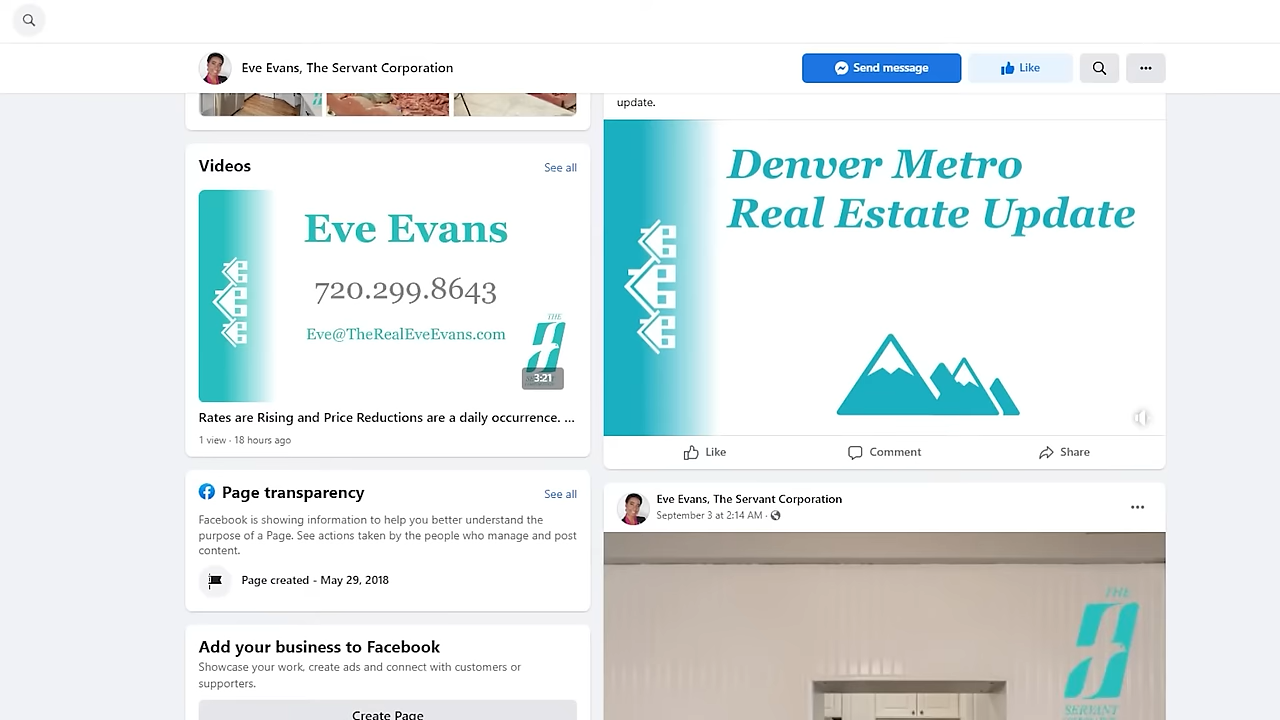 Eve Evans, The Servant Corporation
Send message
Like
Videos
See all
Eve Evans
720.299.8643
Eve@TheRealEveEvans.com
THE
3:21
Rates are Rising and Price Reductions are a daily occurrence. ...
1 view · 18 hours ago
Page transparency
See all
Facebook is showing information to help you better understand the
purpose of a Page. See actions taken by the people who manage and post
content.
Page created - May 29, 2018
Add your business to Facebook
Showcase your work, create ads and connect with customers or
supporters.
Create Page
update.
Denver Metro
Real Estate Update
Like
Comment
Share
Eve Evans, The Servant Corporation
September 3 at 2:14 AM ·
THE
SERVANT